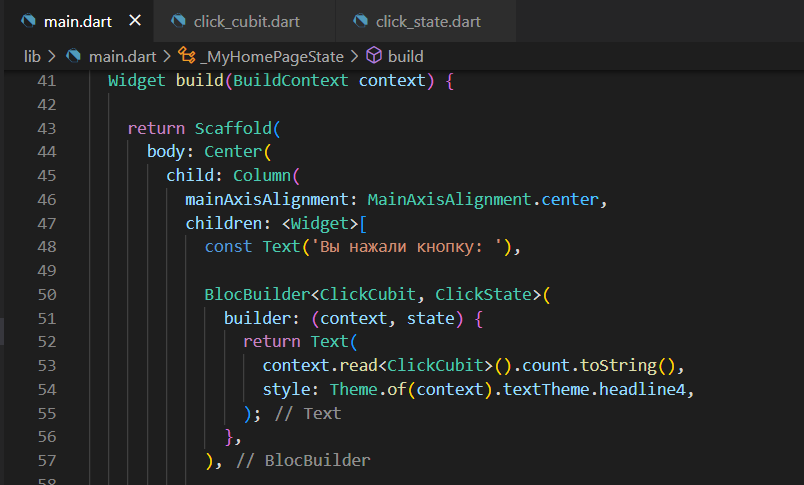 main.dart × click_cubit.dart click_state.dart
lib > main.dart > _MyHomePageState > build
41 Widget build(BuildContext context) {
42
43 return Scaffold(
44 body: Center(
45 child: Column(
46 mainAxisAlignment: MainAxisAlignment.center,
47 children: <Widget>[
48 const Text('Вы нажали кнопку: '),
49
50 BlocBuilder<ClickCubit, ClickState>(
51 builder: (context, state) {
52 return Text(
53 context.read<ClickCubit>().count.toString(),
54 style: Theme.of(context).textTheme.headline4,
55 ); // Text
56 },
57 ), // BlocBuilder
58